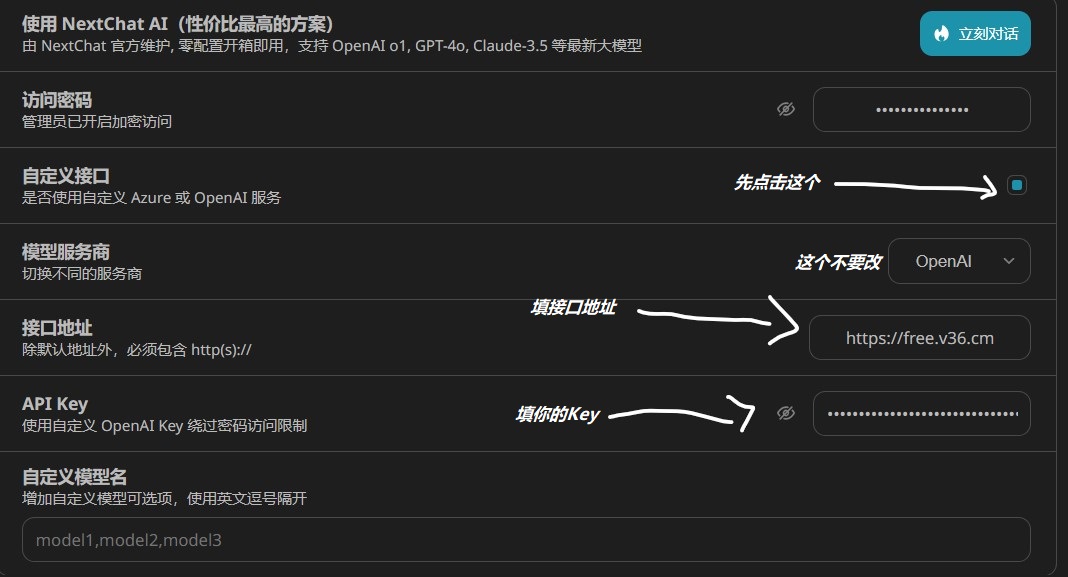 使用 NextChat AI（性价比最高的方案）
由 NextChat 官方维护, 零配置开箱即用，支持 OpenAI o1, GPT-4o, Claude-3.5 等最新大模型
立刻对话
访问密码
管理员已开启加密访问
•••••••••••••••
自定义接口
是否使用自定义 Azure 或 OpenAI 服务
先点击这个
模型服务商
切换不同的服务商
这个不要改
OpenAI
填接口地址
接口地址
除默认地址外，必须包含 http(s)://
https://free.v36.cm
API Key
使用自定义 OpenAI Key 绕过密码访问限制
填你的Key
自定义模型名
增加自定义模型可选项，使用英文逗号隔开
model1,model2,model3